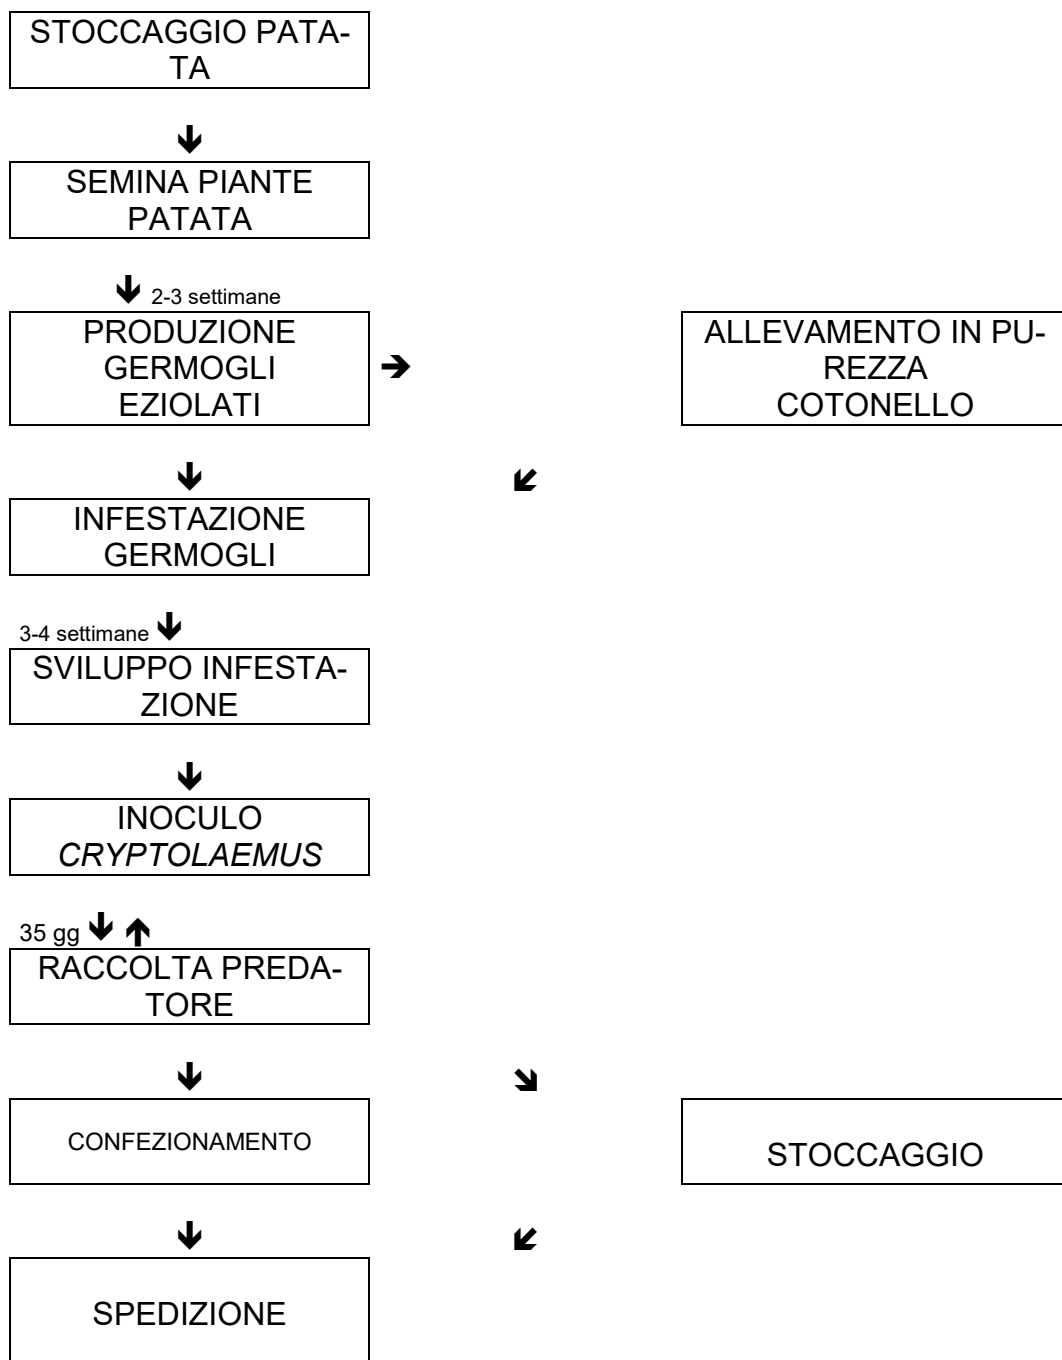 STOCCAGGIO PATA-
TA
SEMINA PIANTE
PATATA
2-3 settimane
PRODUZIONE
GERMOGLI
EZIOLATI
ALLEVAMENTO IN PU-
REZZA
COTONELLO
INFESTAZIONE
GERMOGLI
3-4 settimane
SVILUPPO INFESTA-
ZIONE
INOCULO
CRYPTOLAEMUS
35 gg
RACCOLTA PREDA-
TORE
CONFEZIONAMENTO
STOCCAGGIO
SPEDIZIONE